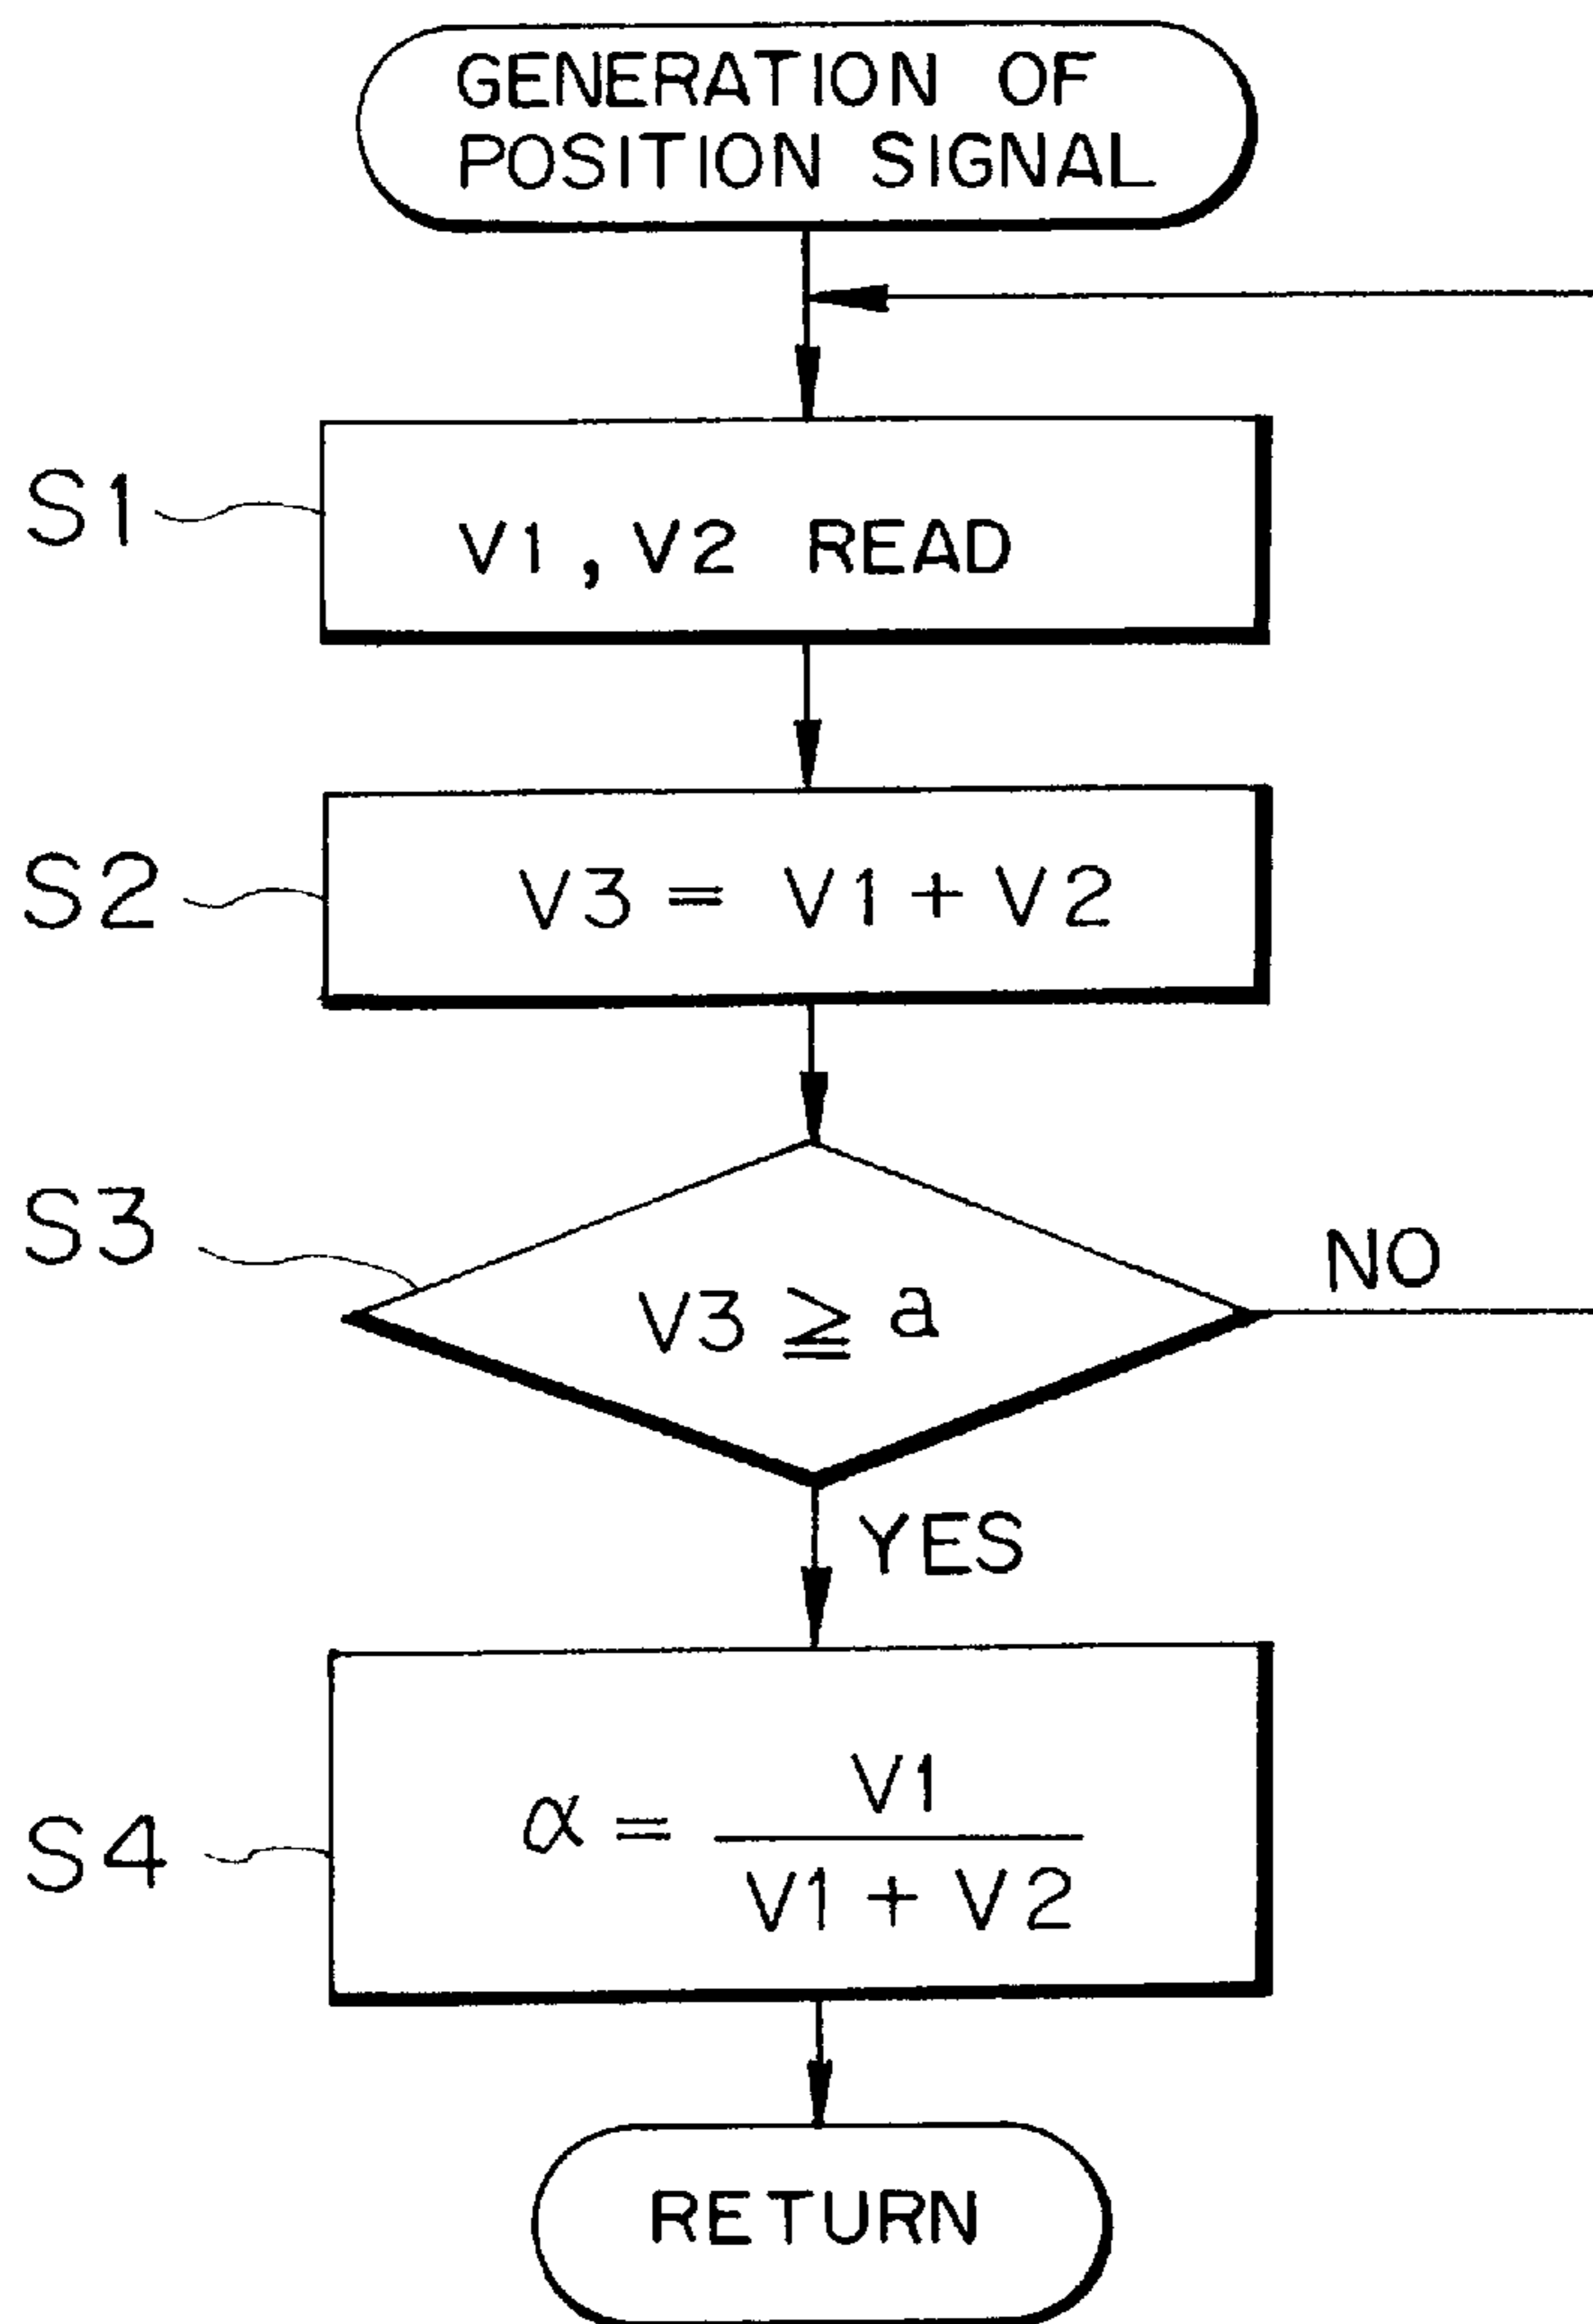 GENERATION OF
POSITION SIGNAL
S1
V1, V2 READ
S2
V3 = V1 + V2
S3
V3 ≧ a
NO
YES
S4
α = V1 / V1 + V2
RETURN